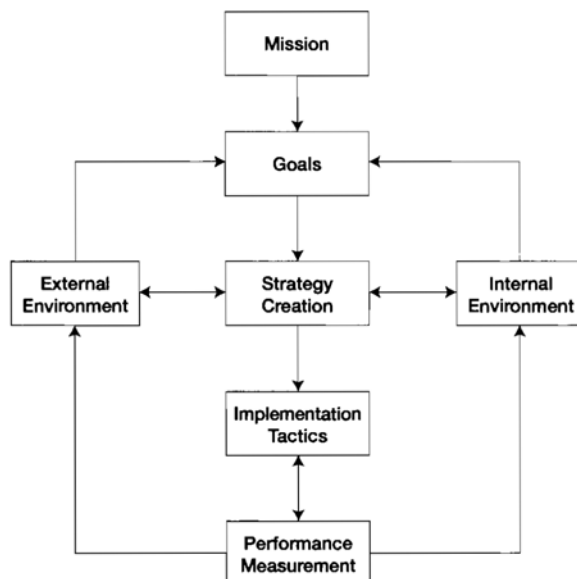 Mission
Goals
External
Environment
Strategy
Creation
Internal
Environment
Implementation
Tactics
Performance
Measurement